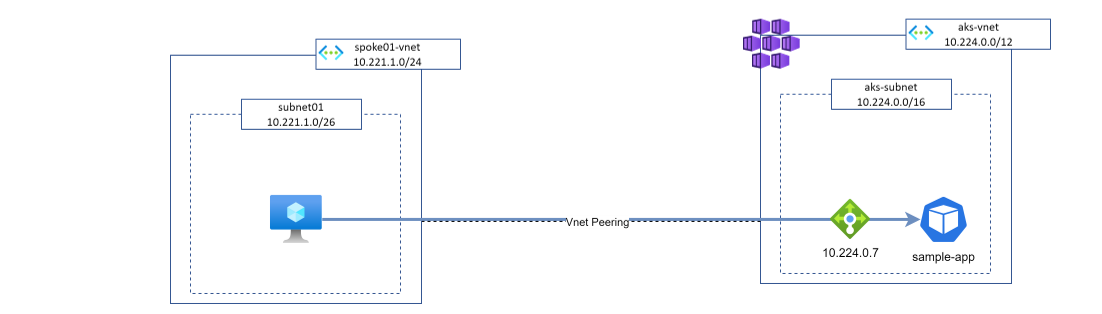 spoke01-vnet
10.221.1.0/24
subnet01
10.221.1.0/26
Vnet Peering
aks-vnet
10.224.0.0/12
aks-subnet
10.224.0.0/16
10.224.0.7
sample-app